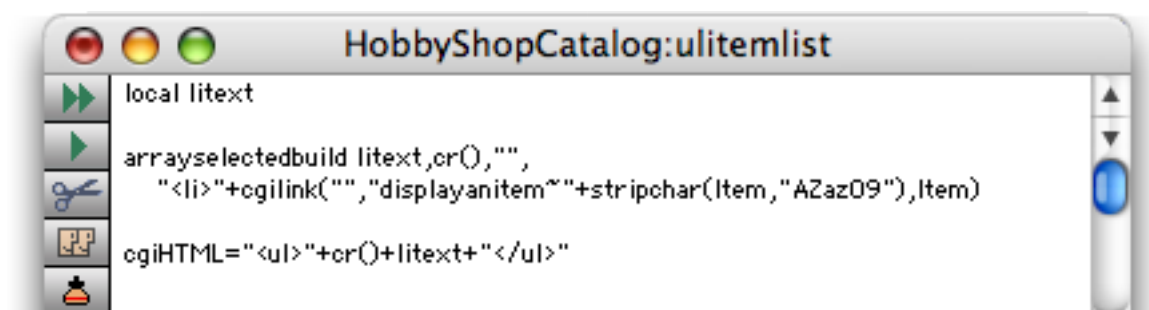 HobbyShopCatalog:ulitemlist
local litext
arrayselectedbuild litext,cr(),"",
"<li>"+cgilink("","displayanitem~"+stripchar(Item,"AZaz09"),Item)
cgiHTML="<ul>"+cr()+litext+"</ul>"